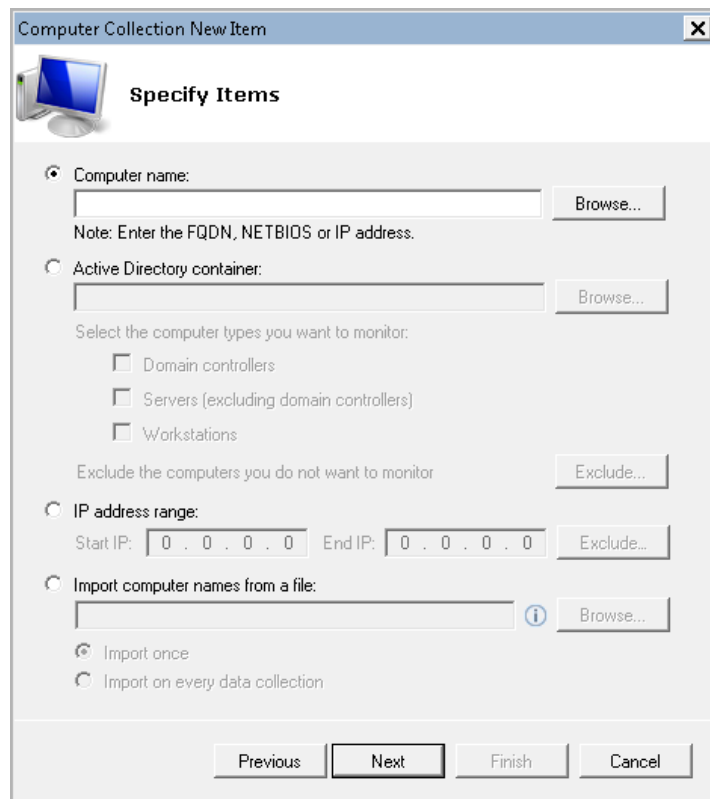 Computer Collection New Item
Specify Items
Computer name:
Browse...
Note: Enter the FQDN, NETBIOS or IP address.
Active Directory container:
Browse...
Select the computer types you want to monitor:
Domain controllers
Servers (excluding domain controllers)
Workstations
Exclude the computers you do not want to monitor Exclude...
IP address range:
Start IP: 0 . 0 . 0 . 0 End IP: 0 . 0 . 0 . 0 Exclude...
Import computer names from a file:
Browse...
Import once
Import on every data collection
Previous Next Finish Cancel